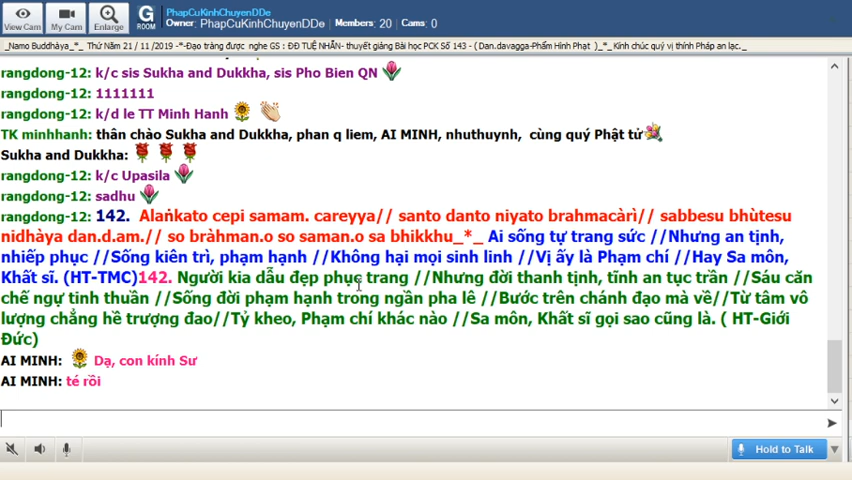 View Cam
My Cam
Enlarge
G
ROOM
PhapCuKinhChuyenDDe
Owner: PhapCuKinhChuyenDDe Members: 20 Cams: 0
_Namo Buddhàya_*_ Thứ Năm 21 / 11 /2019 -*-Đạo tràng được nghe GS : ĐĐ TUỆ NHẪN- thuyết giảng Bài học PCK Số 143 - ( Dan.davagga-Phẩm Hình Phạt )_*_Kính chúc quý vị thính Pháp an lạc._
rangdong-12: k/c sis Sukha and Dukkha, sis Pho Bien QN
rangdong-12: 1111111
rangdong-12: k/d le TT Minh Hanh
TK minhhanh: thân chào Sukha and Dukkha, phan q liem, AI MINH, nhuthuynh, cùng quý Phật tử
Sukha and Dukkha:
rangdong-12: k/c Upasila
rangdong-12: sadhu
rangdong-12: 142. Alaṅkato cepi samam. careyya// santo danto niyato brahmacàrì// sabbesu bhùtesu
nidhàya dan.d.am.// so bràhman.o so saman.o sa bhikkhu_*_ Ai sống tự trang sức //Nhưng an tịnh,
nhiếp phục //Sống kiên trì, phạm hạnh //Không hại mọi sinh linh //Vị ấy là Phạm chí //Hay Sa môn,
Khất sĩ. (HT-TMC)142. Người kia dẫu đẹp phục trang //Nhưng đời thanh tịnh, tĩnh an tục trần //Sáu căn
chế ngự tinh thuần //Sống đời phạm hạnh trong ngần pha lê //Bước trên chánh đạo mà về//Từ tâm vô
lượng chẳng hề trượng đao//Tỷ kheo, Phạm chí khác nào //Sa môn, Khất sĩ gọi sao cũng là. ( HT-Giới
Đức)
AI MINH: Dạ, con kính Sư
AI MINH: té rồi
Hold to Talk